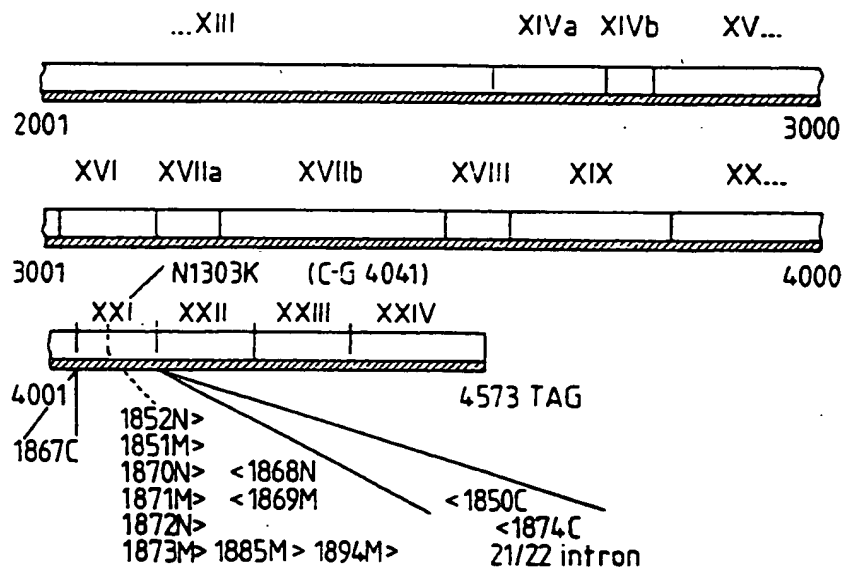 ...XIII XIVa XIVb XV...
2001 3000
XVI XVIIa XVIIb XVIII XIX XX...
3001 N1303K (C-G 4041) 4000
XXI XXII XXIII XXIV
4001 4573 TAG
1867C 1852N>
1851M>
1870N> <1868N
1871M> <1869M <1850C
1872N> <1874C
1873M> 1885M> 1894M> 21/22 intron